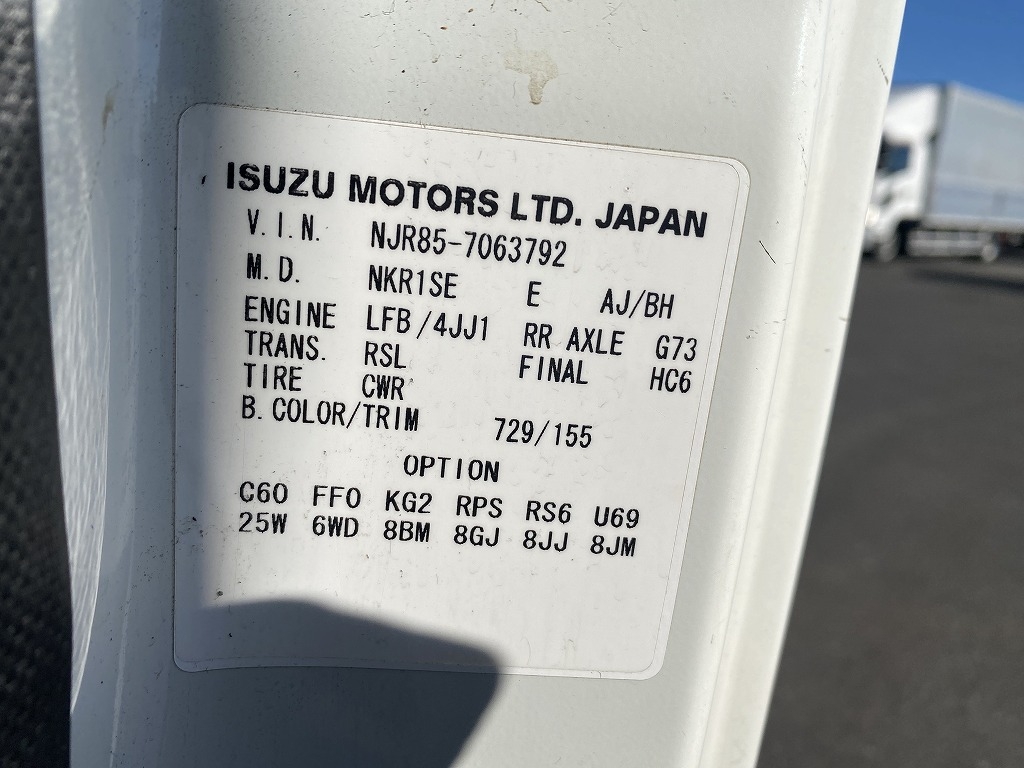 ISUZU MOTORS LTD. JAPAN
V.I.N. NJR85-7063792
M.D. NKR1SE E AJ/BH
ENGINE LFB/4JJ1 RR AXLE G73
TRANS. RSL FINAL HC6
TIRE CWR
B.COLOR/TRIM 729/155
OPTION
C60 FF0 KG2 RPS RS6 U69
25W 6WD 8BM 8GJ 8JJ 8JM